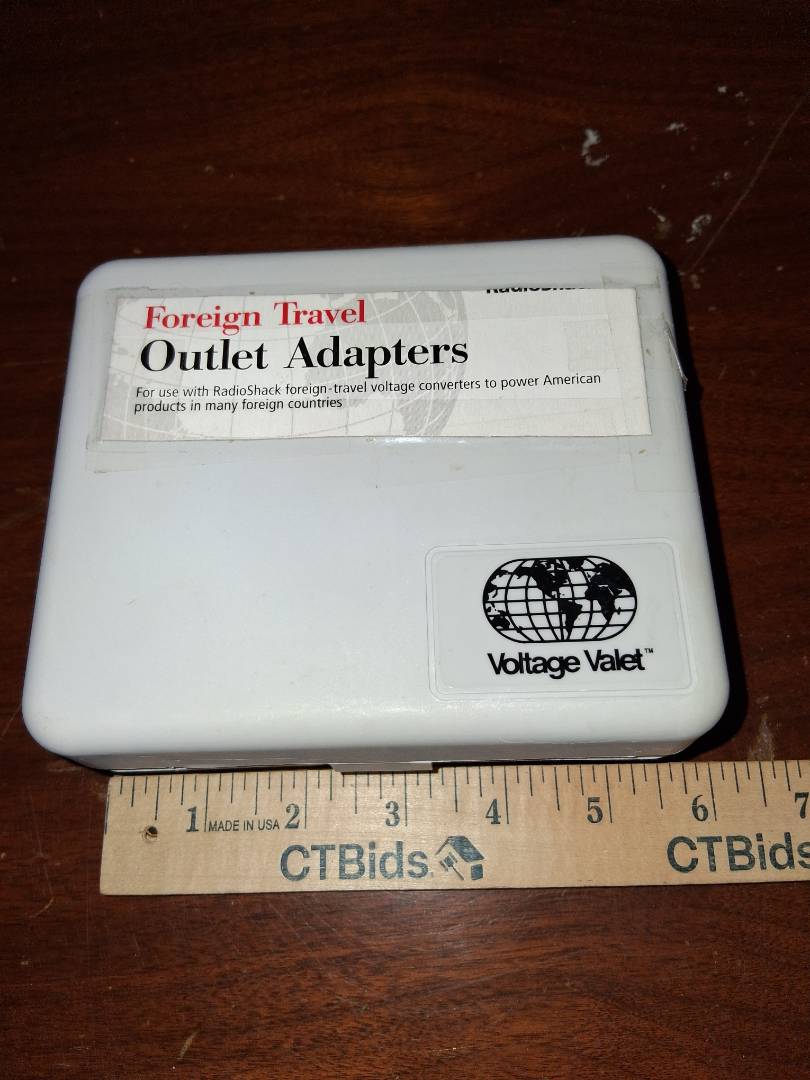 Foreign Travel
Outlet Adapters
For use with RadioShack foreign-travel voltage converters to power American
products in many foreign countries
Voltage Valet™
1 MADE IN USA 2 3 4 5 6 7
CTBids. CTBids